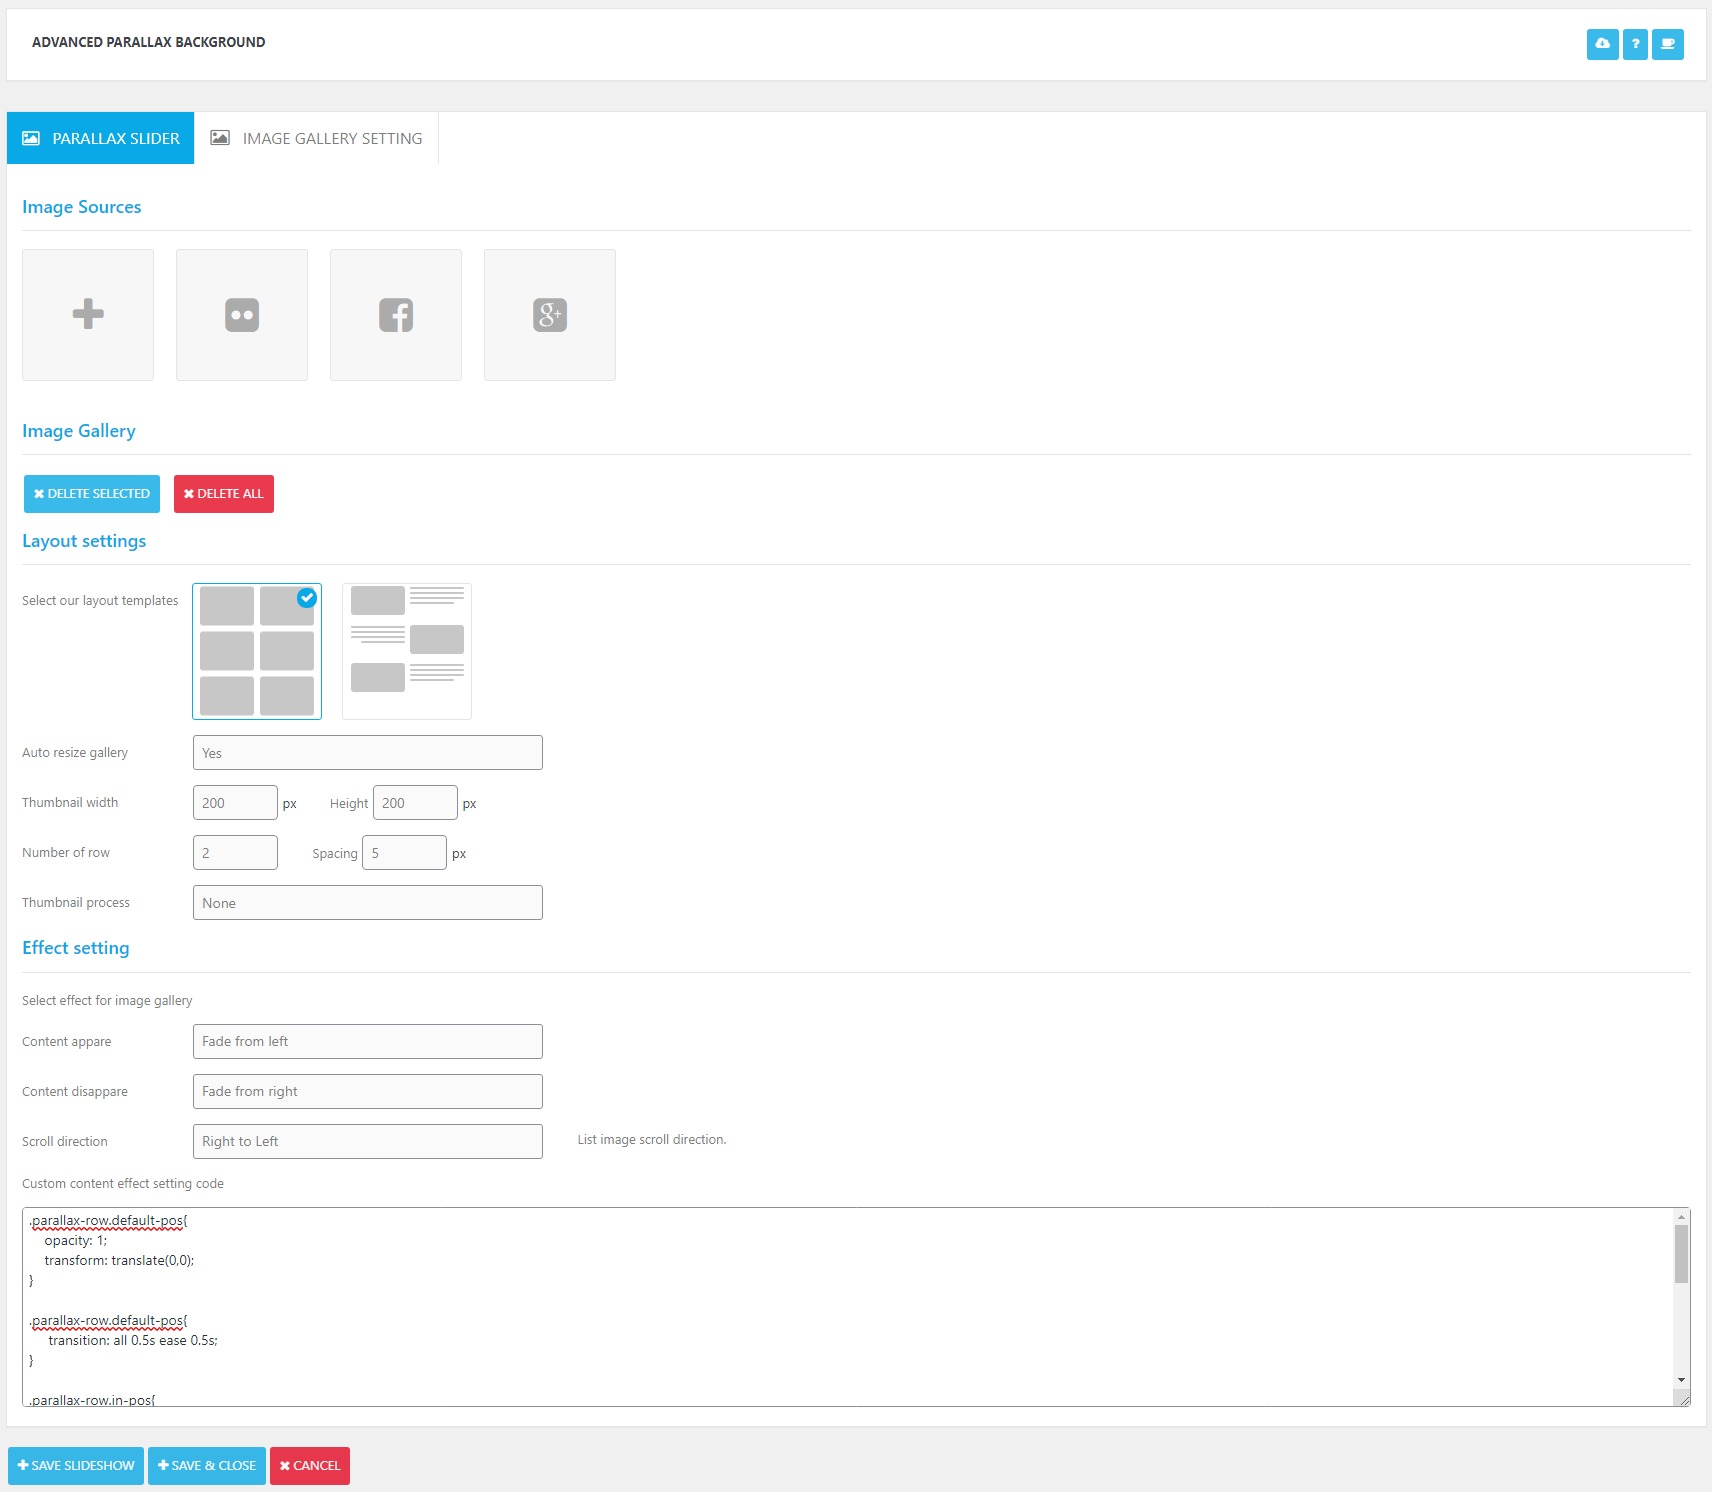 ADVANCED PARALLAX BACKGROUND
?
PARALLAX SLIDER
IMAGE GALLERY SETTING
Image Sources
g+
Image Gallery
DELETE SELECTED
DELETE ALL
Layout settings
Select our layout templates
Auto resize gallery Yes
Thumbnail width 200 px Height 200 px
Number of row 2 Spacing 5 px
Thumbnail process None
Effect setting
Select effect for image gallery
Content appare Fade from left
Content disappare Fade from right
Scroll direction Right to Left List image scroll direction.
Custom content effect setting code
.parallax-row.default-pos{
opacity: 1;
transform: translate(0,0);
}
.parallax-row.default-pos{
transition: all 0.5s ease 0.5s;
}
.parallax-row.in-pos{
SAVE SLIDESHOW
SAVE & CLOSE
CANCEL